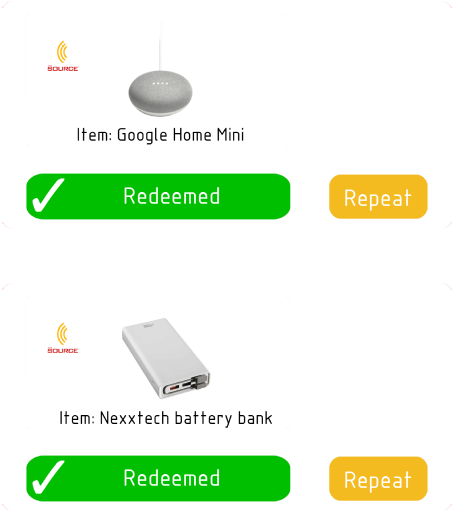 THE SOURCE
Item: Google Home Mini
Redeemed
Repeat
THE SOURCE
Item: Nexxtech battery bank
Redeemed
Repeat